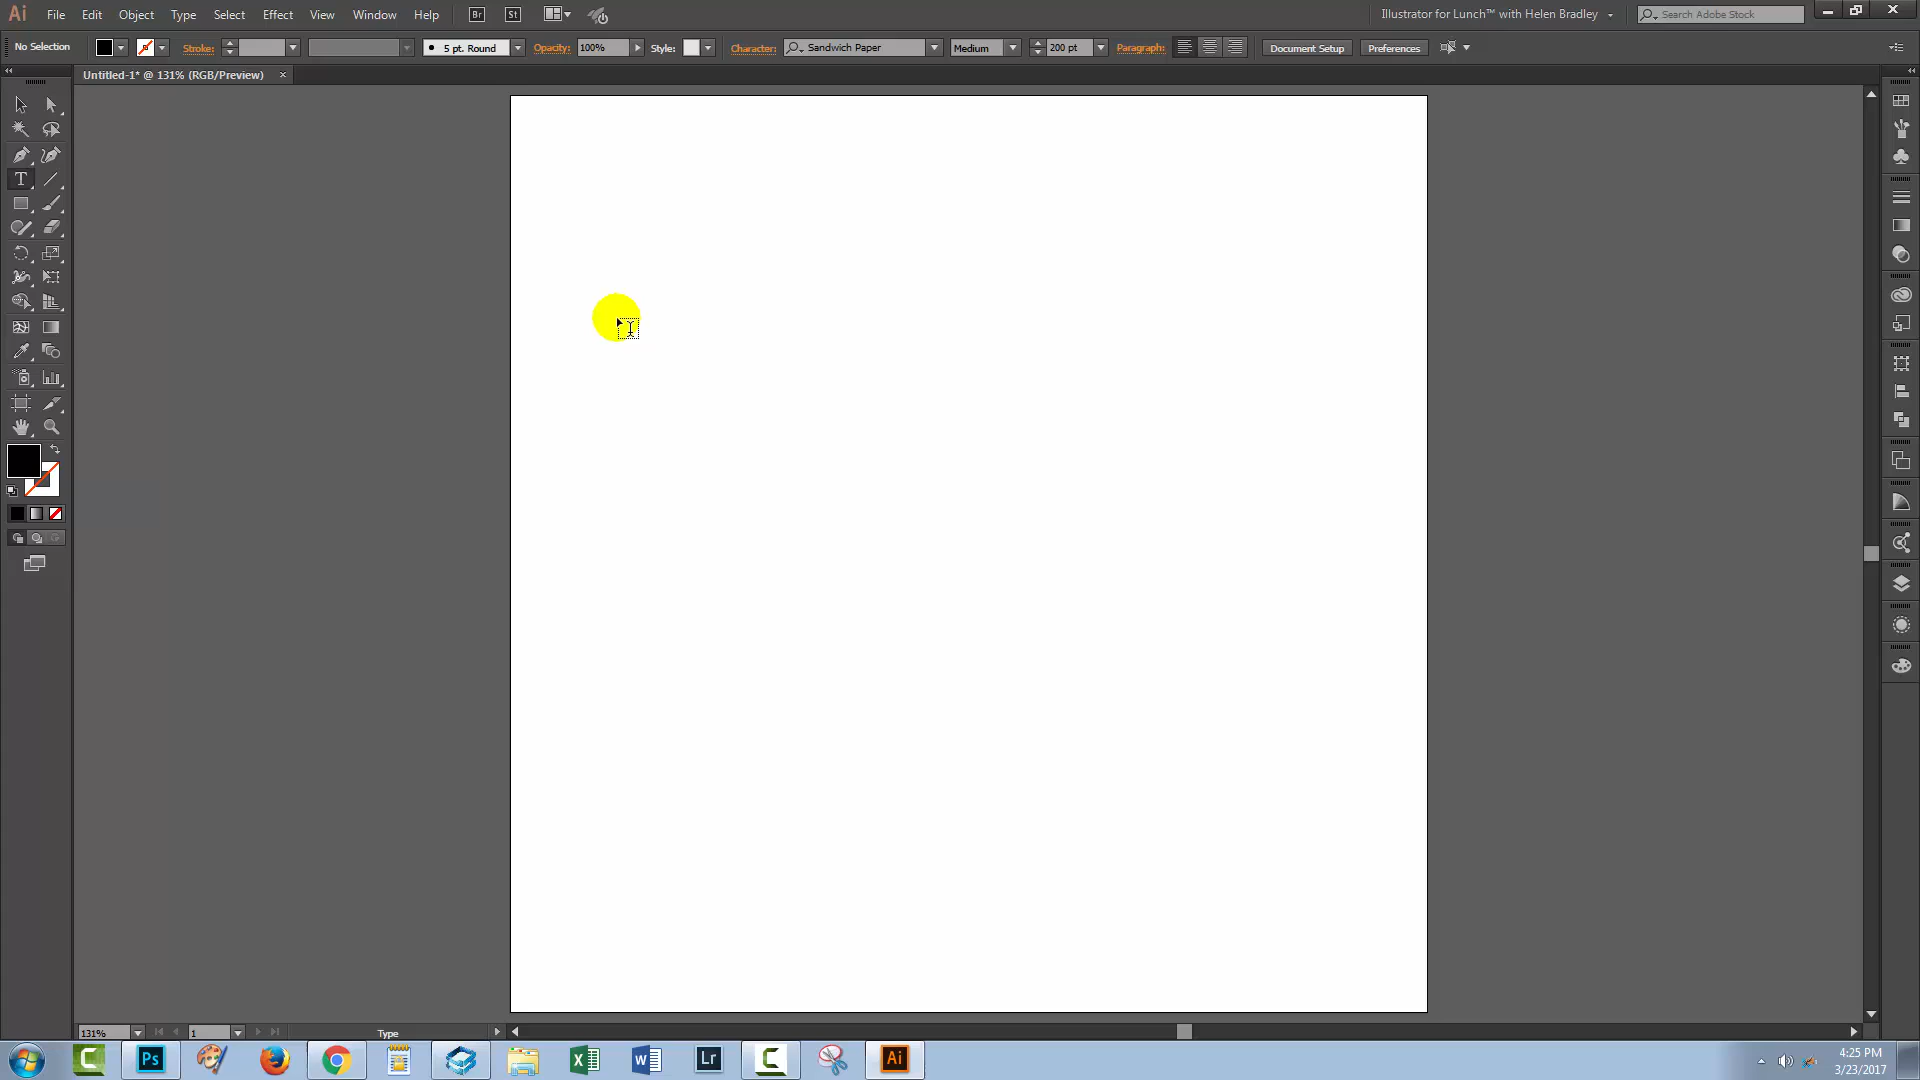 Ai File Edit Object Type Select Effect View Window Help Br St Illustrator for Lunch™ with Helen Bradley Search Adobe Stock
No Selection Stroke: 5 pt. Round Opacity: 100% Style: Character: Sandwich Paper Medium 200 pt Paragraph: Document Setup Preferences
Untitled-1* @ 131% (RGB/Preview)
T
131% 1 Type
C Ps Lr C Ai
4:25 PM
3/23/2017